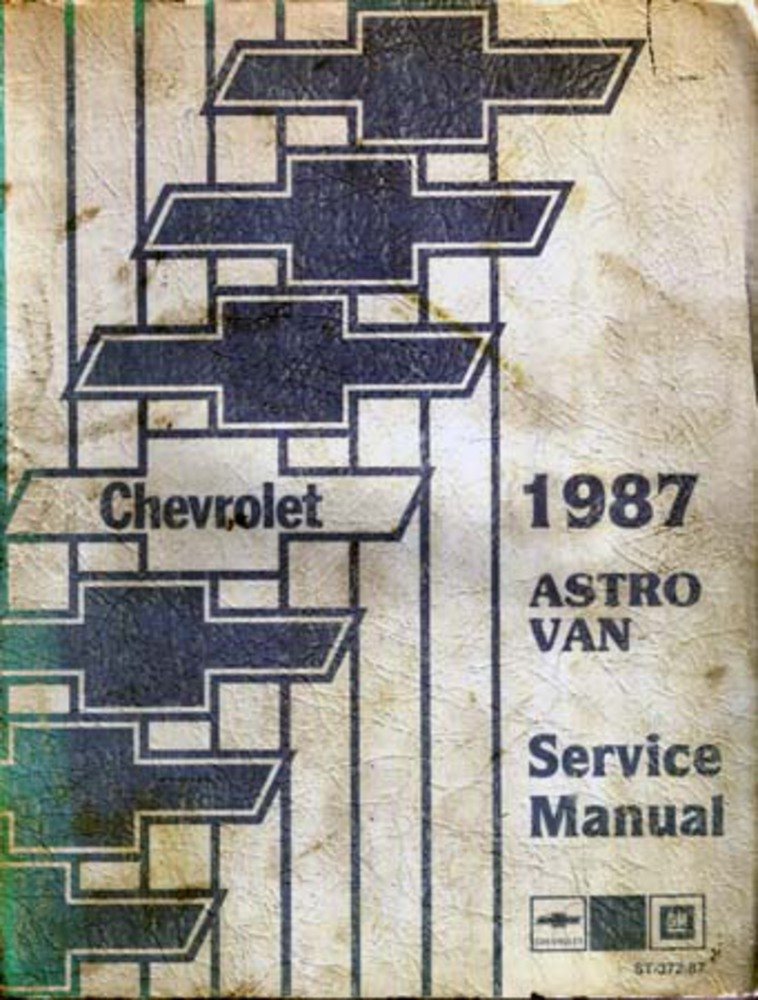 Chevrolet
1987
ASTRO
VAN
Service
Manual
CHEVROLET
ST-372-87